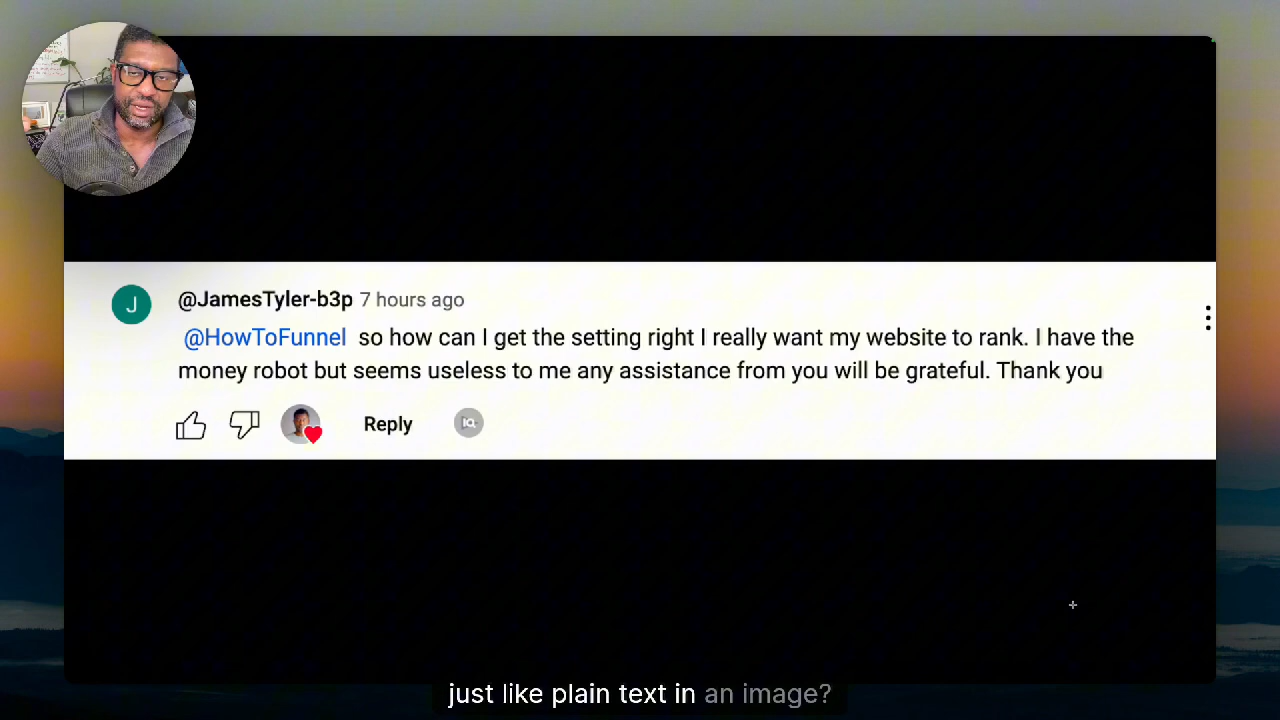 @JamesTyler-b3p 7 hours ago
@HowToFunnel so how can I get the setting right I really want my website to rank. I have the
money robot but seems useless to me any assistance from you will be grateful. Thank you
Reply
J
IQ
just like plain text in an image?